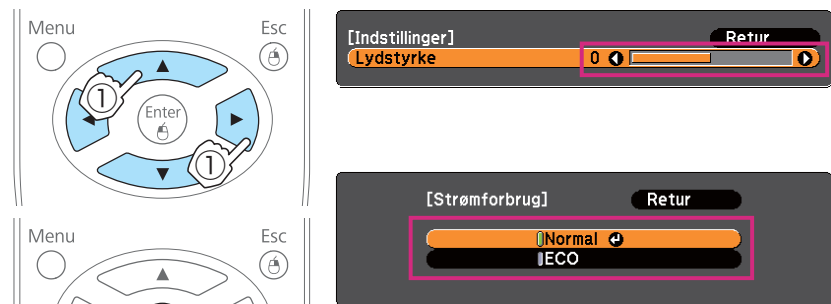 Menu
Esc
1
Enter
1
[Indstillinger]
Retur
Lydstyrke 0
[Strømforbrug]
Retur
Normal
ECO
Menu
Esc